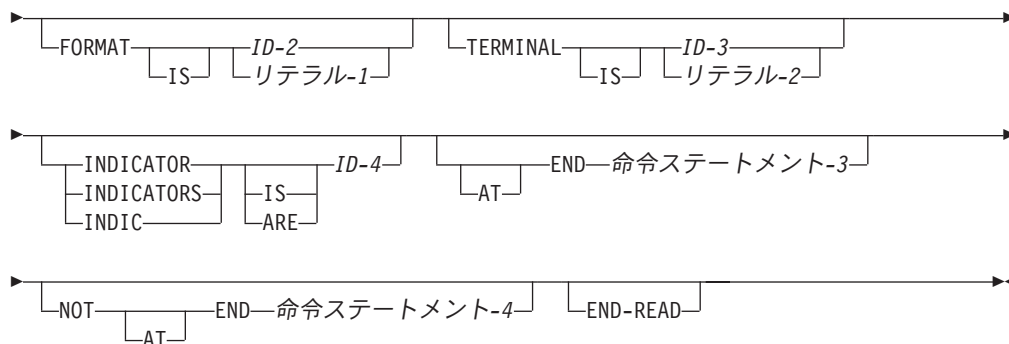 FORMAT IS ID-2 TERMINAL IS ID-3
リテラル-1 リテラル-2
INDICATOR ID-4 END 命令ステートメント-3
INDICATORS IS AT
INDIC ARE
NOT END 命令ステートメント-4 END-READ
AT